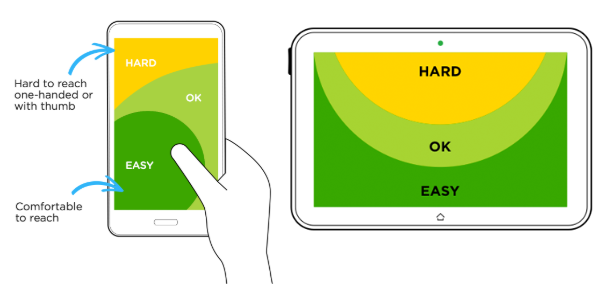 Hard to reach
one-handed or
with thumb
HARD
OK
EASY
Comfortable
to reach
HARD
OK
EASY